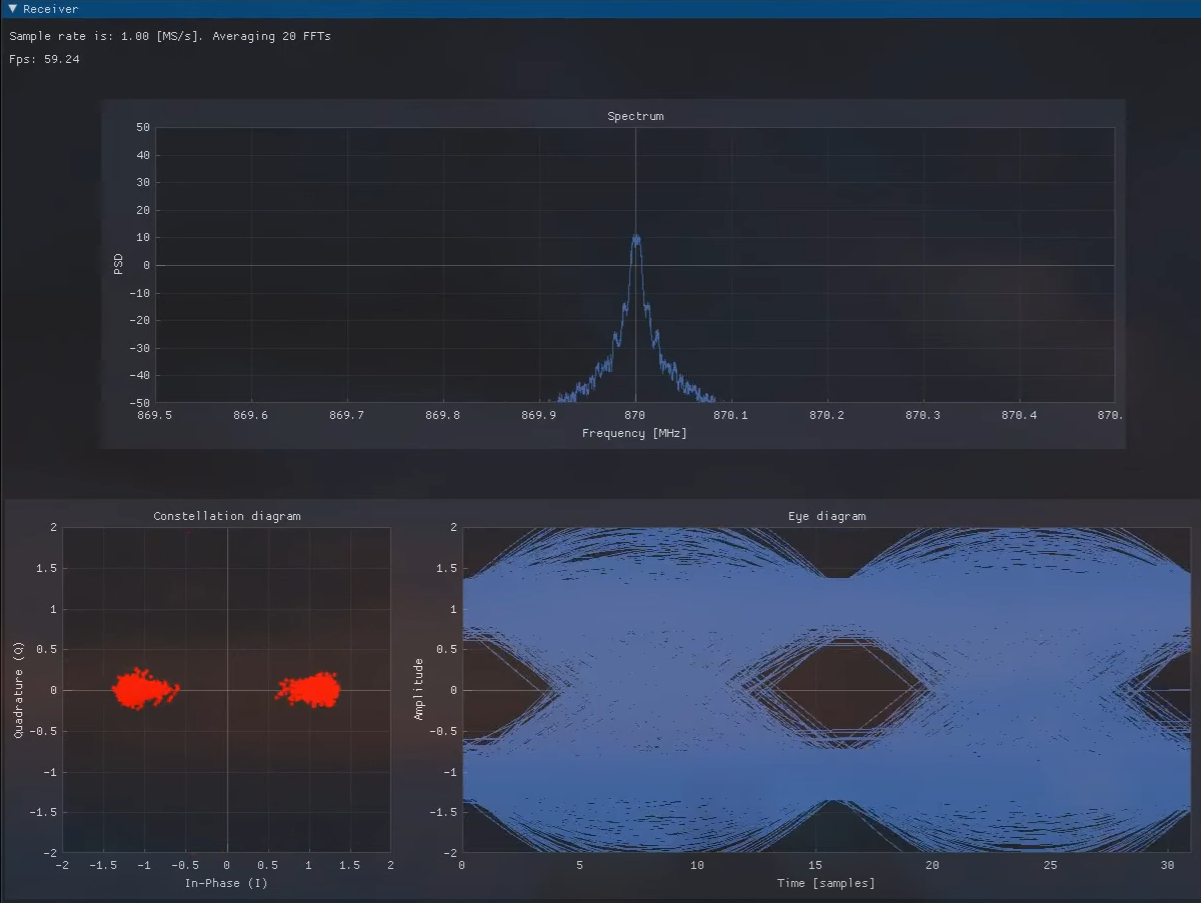 ▼ Receiver
Sample rate is: 1.00 [MS/s]. Averaging 20 FFTs
Fps: 59.24
Spectrum
50
40
30
20
10
0
-10
-20
-30
-40
-50
PSD
869.5 869.6 869.7 869.8 869.9 870 870.1 870.2 870.3 870.4 870.
Frequency [MHz]
Constellation diagram
2
1.5
1
0.5
0
-0.5
-1
-1.5
-2
Quadrature (Q)
-2 -1.5 -1 -0.5 0 0.5 1 1.5 2
In-Phase (I)
Eye diagram
2
1.5
1
0.5
0
-0.5
-1
-1.5
-2
Amplitude
0 5 10 15 20 25 30
Time [samples]